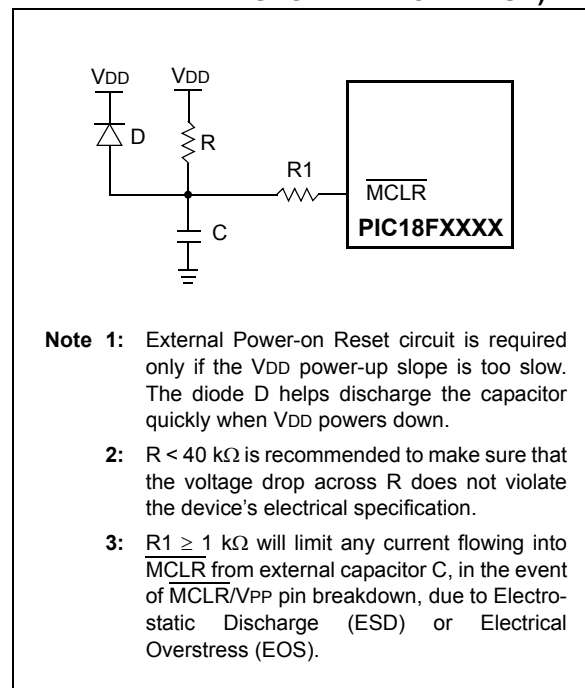 VDD VDD
D
R
R1
MCLR
C
PIC18FXXXX
Note 1: External Power-on Reset circuit is required
only if the VDD power-up slope is too slow.
The diode D helps discharge the capacitor
quickly when VDD powers down.
2: R < 40 kΩ is recommended to make sure that
the voltage drop across R does not violate
the device’s electrical specification.
3: R1 ≥ 1 kΩ will limit any current flowing into
MCLR from external capacitor C, in the event
of MCLR/VPP pin breakdown, due to Electro-
static Discharge (ESD) or Electrical
Overstress (EOS).